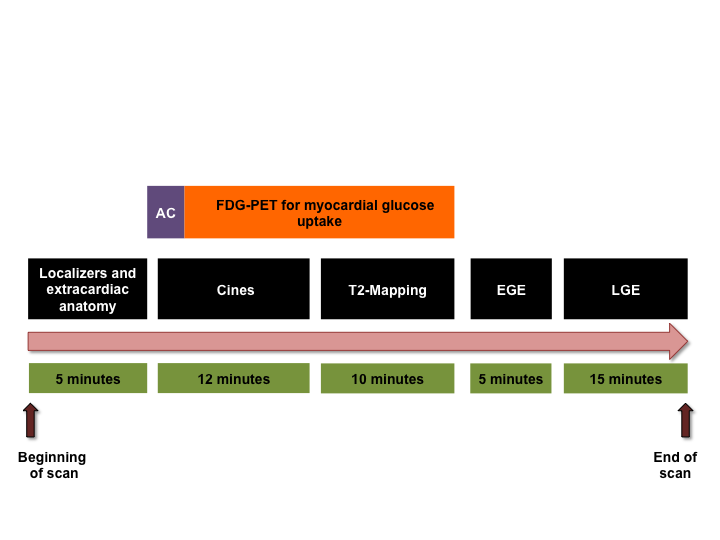 AC
FDG-PET for myocardial glucose
uptake
Localizers and
extracardiac
anatomy
Cines
T2-Mapping
EGE
LGE
5 minutes
12 minutes
10 minutes
5 minutes
15 minutes
Beginning
of scan
End of
scan